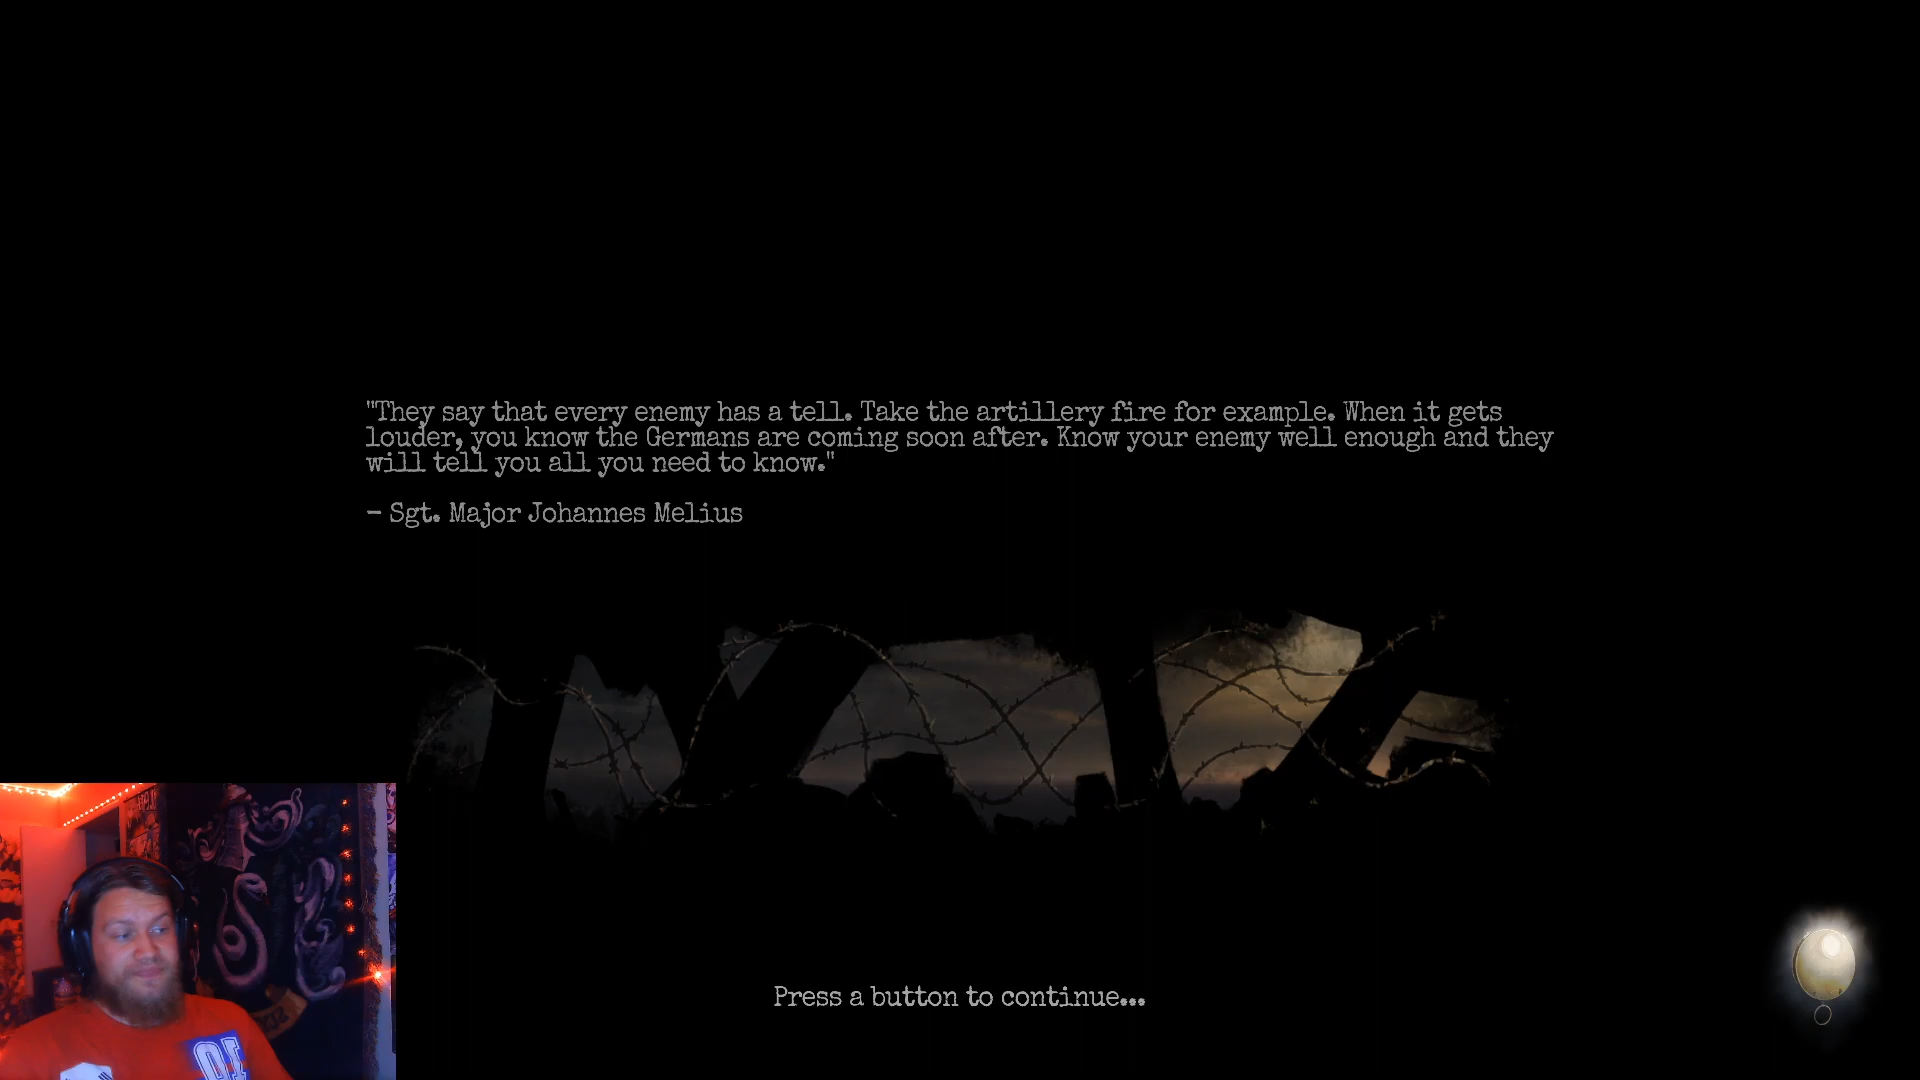 "They say that every enemy has a tell. Take the artillery fire for example. When it gets
louder, you know the Germans are coming soon after. Know your enemy well enough and they
will tell you all you need to know."
- Sgt. Major Johannes Melius
Press a button to continue...